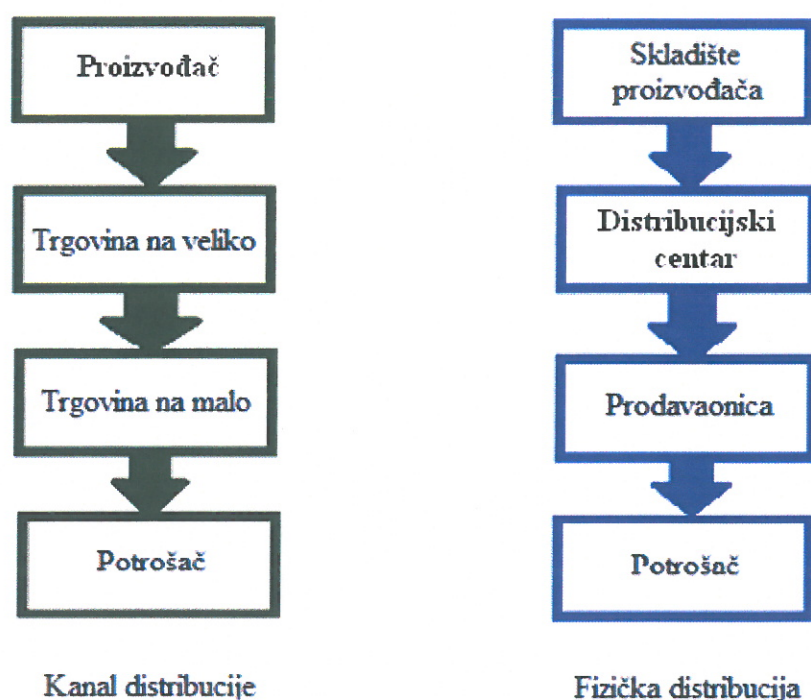 Proizvođač
Trgovina na veliko
Trgovina na malo
Potrošač
Kanal distribucije
Skladište
proizvođača
Distribucijski
centar
Prodavaonica
Potrošač
Fizička distribucija